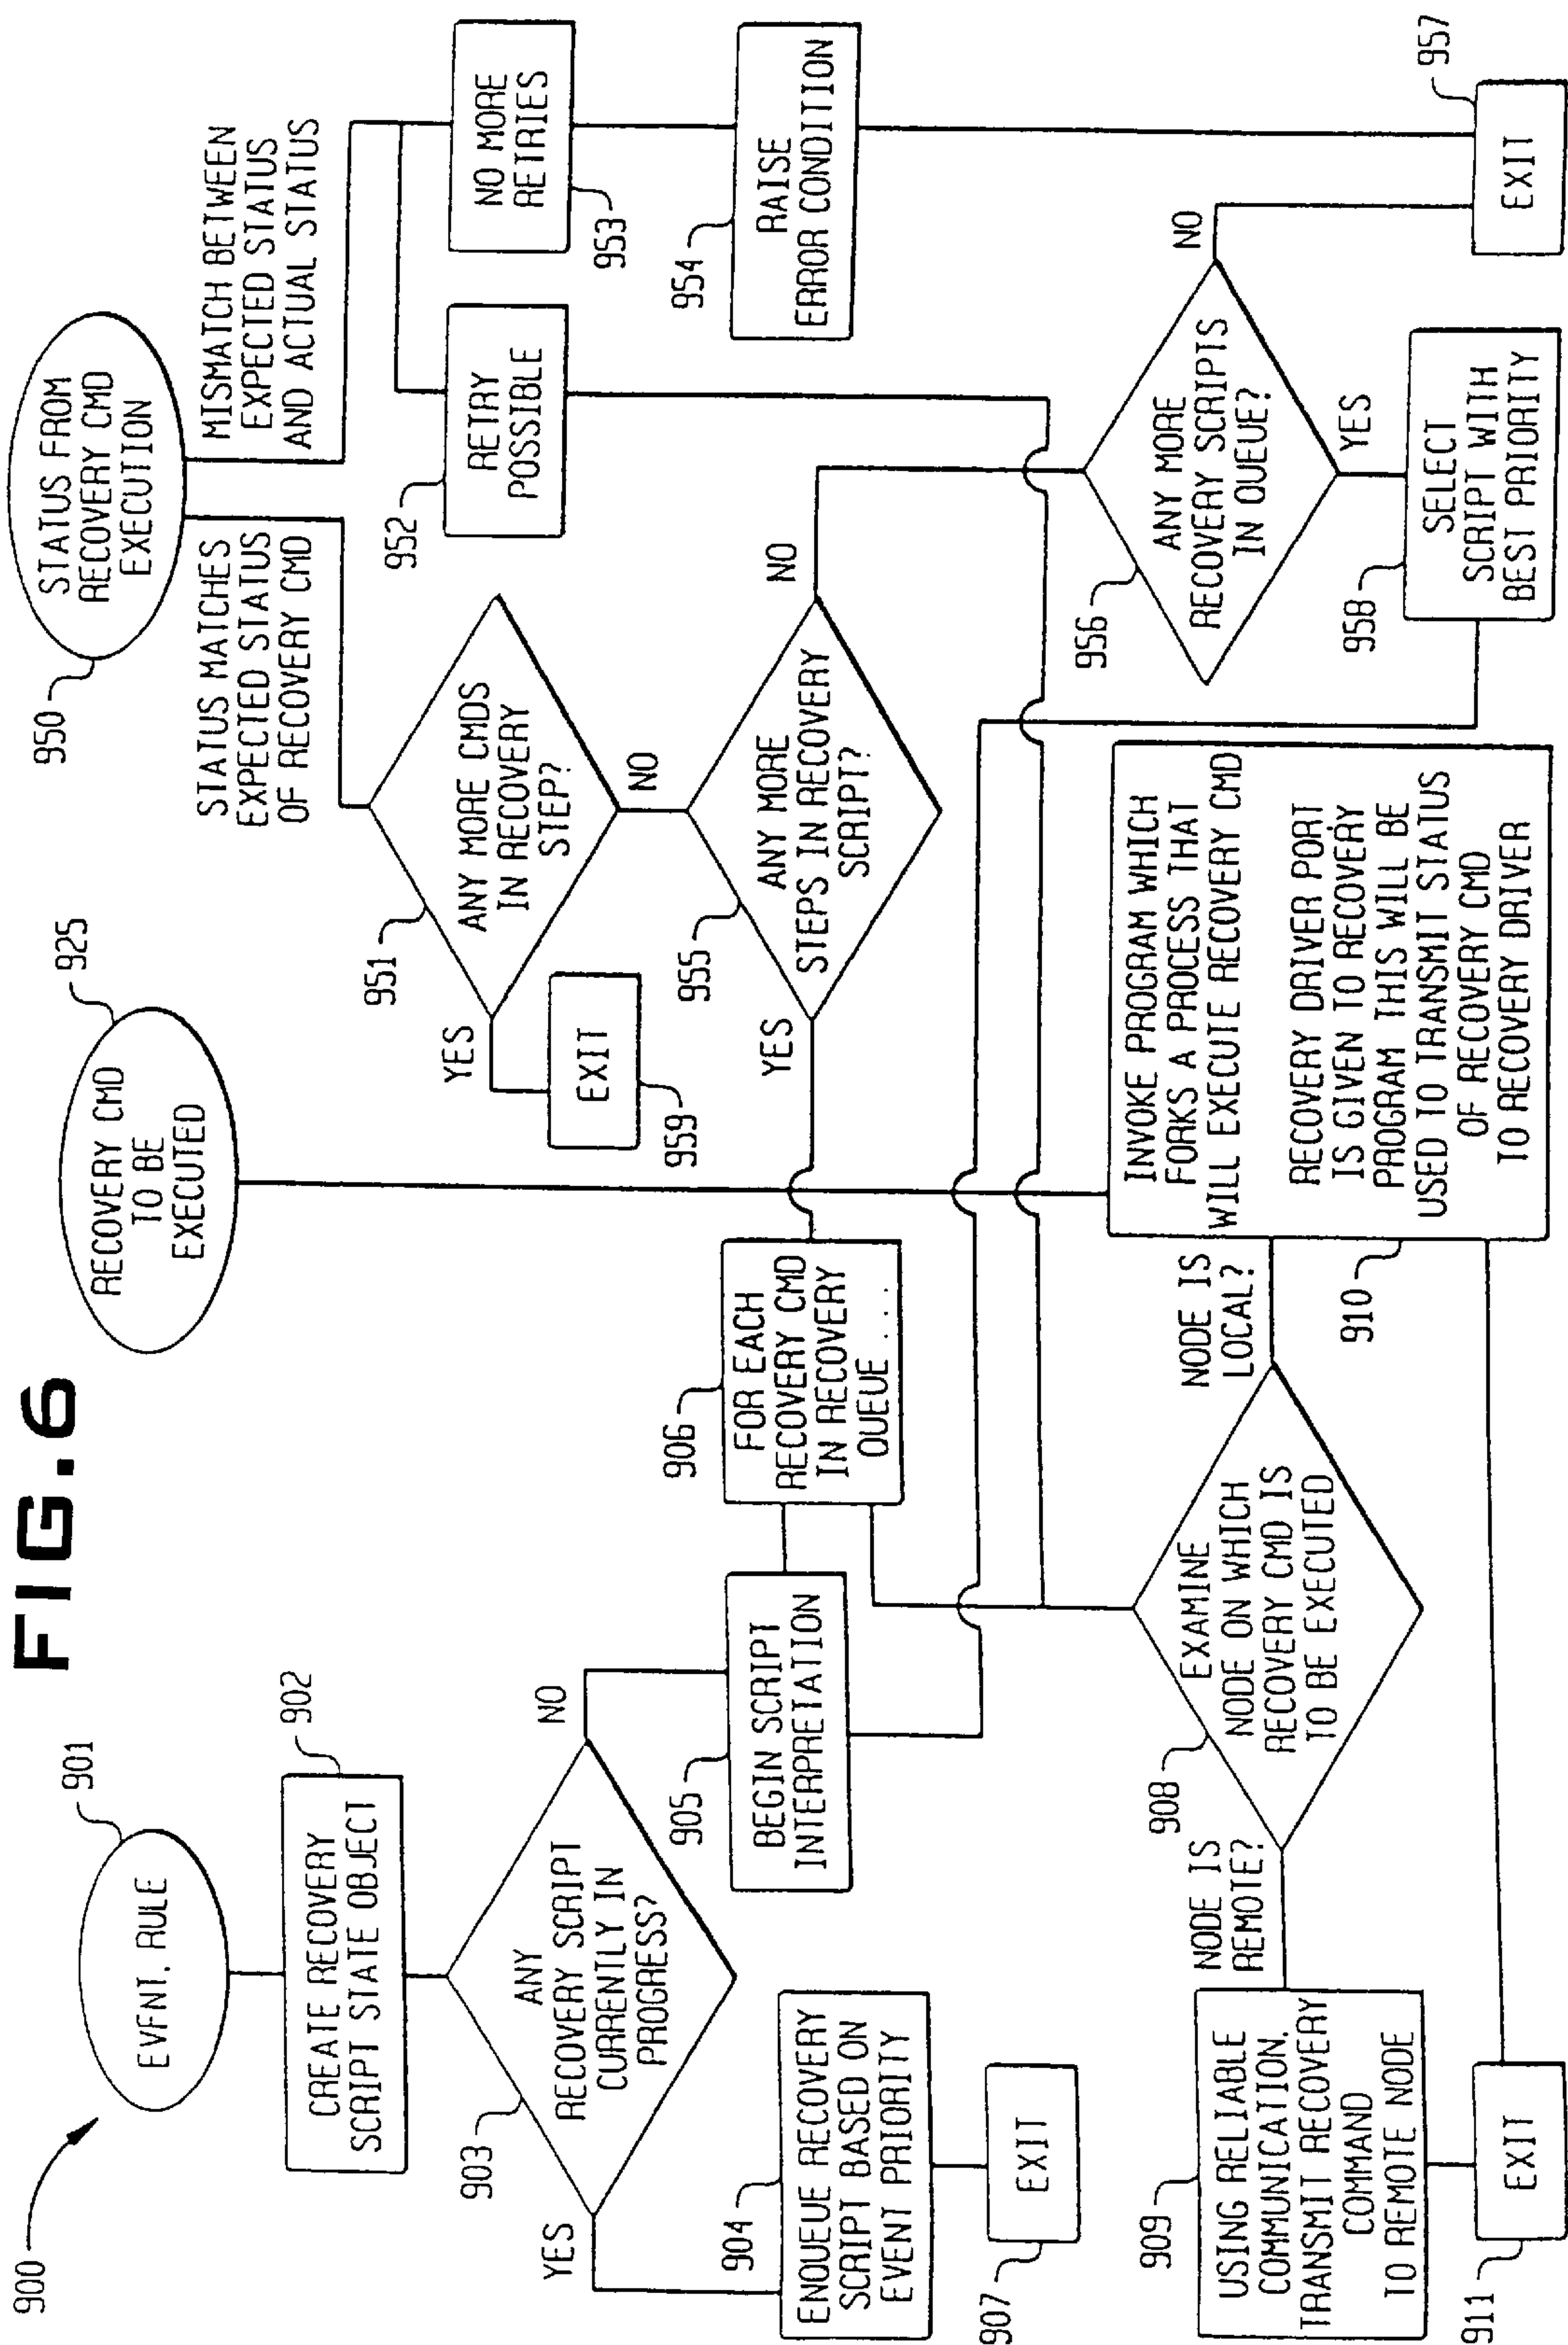 FIG.6
900
901
EVFNT, RULE
902
CREATE RECOVERY
SCRIPT STATE OBJECT
903
ANY
RECOVERY SCRIPT
CURRENTLY IN
PROGRESS?
YES
NO
904
ENQUEUE RECOVERY
SCRIPT BASED ON
EVENT PRIORITY
907
EXIT
905
BEGIN SCRIPT
INTERPRETATION
906
FOR EACH
RECOVERY CMD
IN RECOVERY
QUEUE ....
908
EXAMINE
NODE ON WHICH
RECOVERY CMD IS
TO BE EXECUTED
NODE IS
REMOTE?
NODE IS
LOCAL?
909
USING RELIABLE
COMMUNICATION,
TRANSMIT RECOVERY
COMMAND
TO REMOTE NODE
911
EXIT
925
RECOVERY CMD
TO BE
EXECUTED
910
INVOKE PROGRAM WHICH
FORKS A PROCESS THAT
WILL EXECUTE RECOVERY CMD
RECOVERY DRIVER PORT
IS GIVEN TO RECOVERY
PROGRAM THIS WILL BE
USED TO TRANSMIT STATUS
OF RECOVERY CMD
TO RECOVERY DRIVER
950
STATUS FROM
RECOVERY CMD
EXECUTION
STATUS MATCHES
EXPECTED STATUS
OF RECOVERY CMD
MISMATCH BETWEEN
EXPECTED STATUS
AND ACTUAL STATUS
951
ANY MORE CMDS
IN RECOVERY
STEP?
YES
NO
EXIT
959
952
RETRY
POSSIBLE
NO MORE
RETRIES
953
954
RAISE
ERROR CONDITION
955
ANY MORE
STEPS IN RECOVERY
SCRIPT?
YES
NO
956
ANY MORE
RECOVERY SCRIPTS
IN QUEUE?
NO
YES
958
SELECT
SCRIPT WITH
BEST PRIORITY
957
EXIT